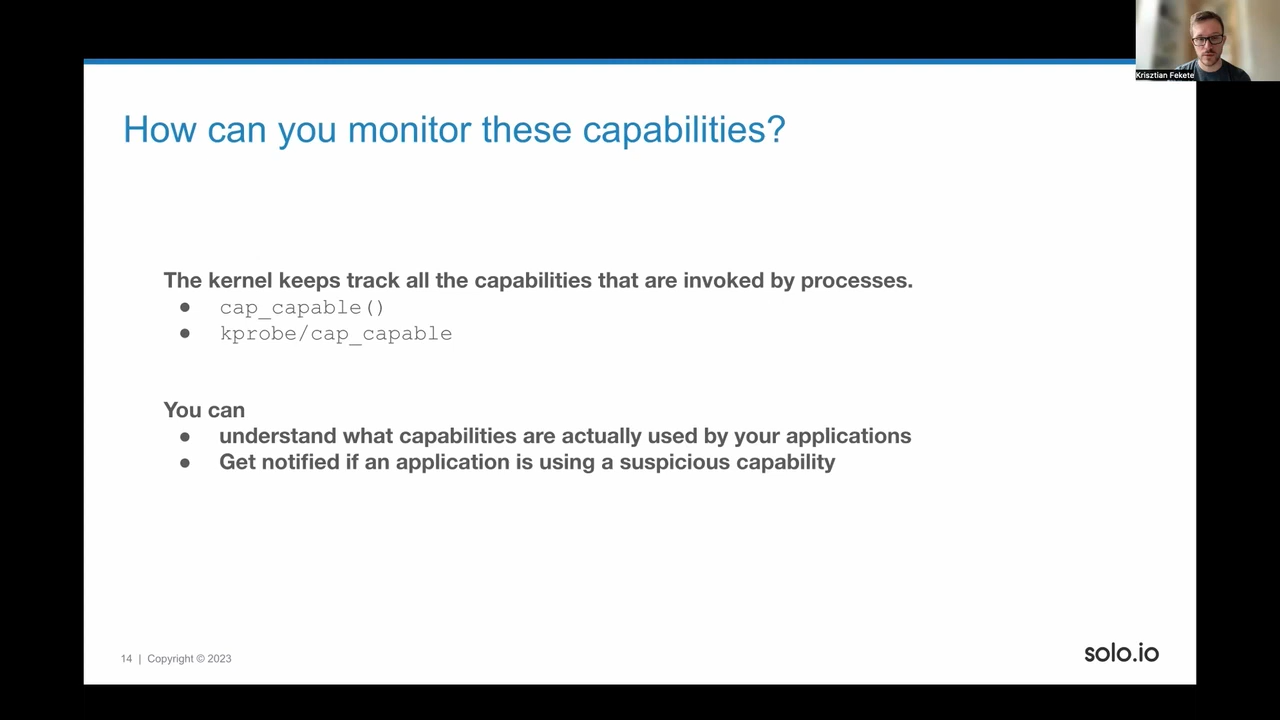 Krisztian Fekete
How can you monitor these capabilities?
The kernel keeps track all the capabilities that are invoked by processes.
● cap_capable()
● kprobe/cap_capable
You can
● understand what capabilities are actually used by your applications
● Get notified if an application is using a suspicious capability
14 | Copyright © 2023
solo.io